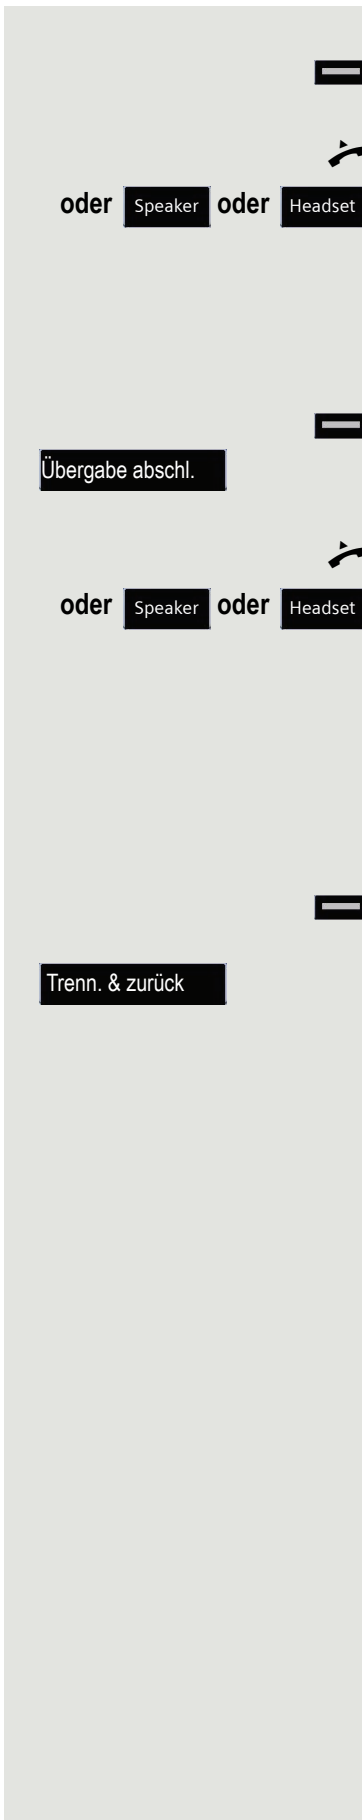 oder Speaker oder Headset
Übergabe abschl.
oder Speaker oder Headset
Trenn. & zurück